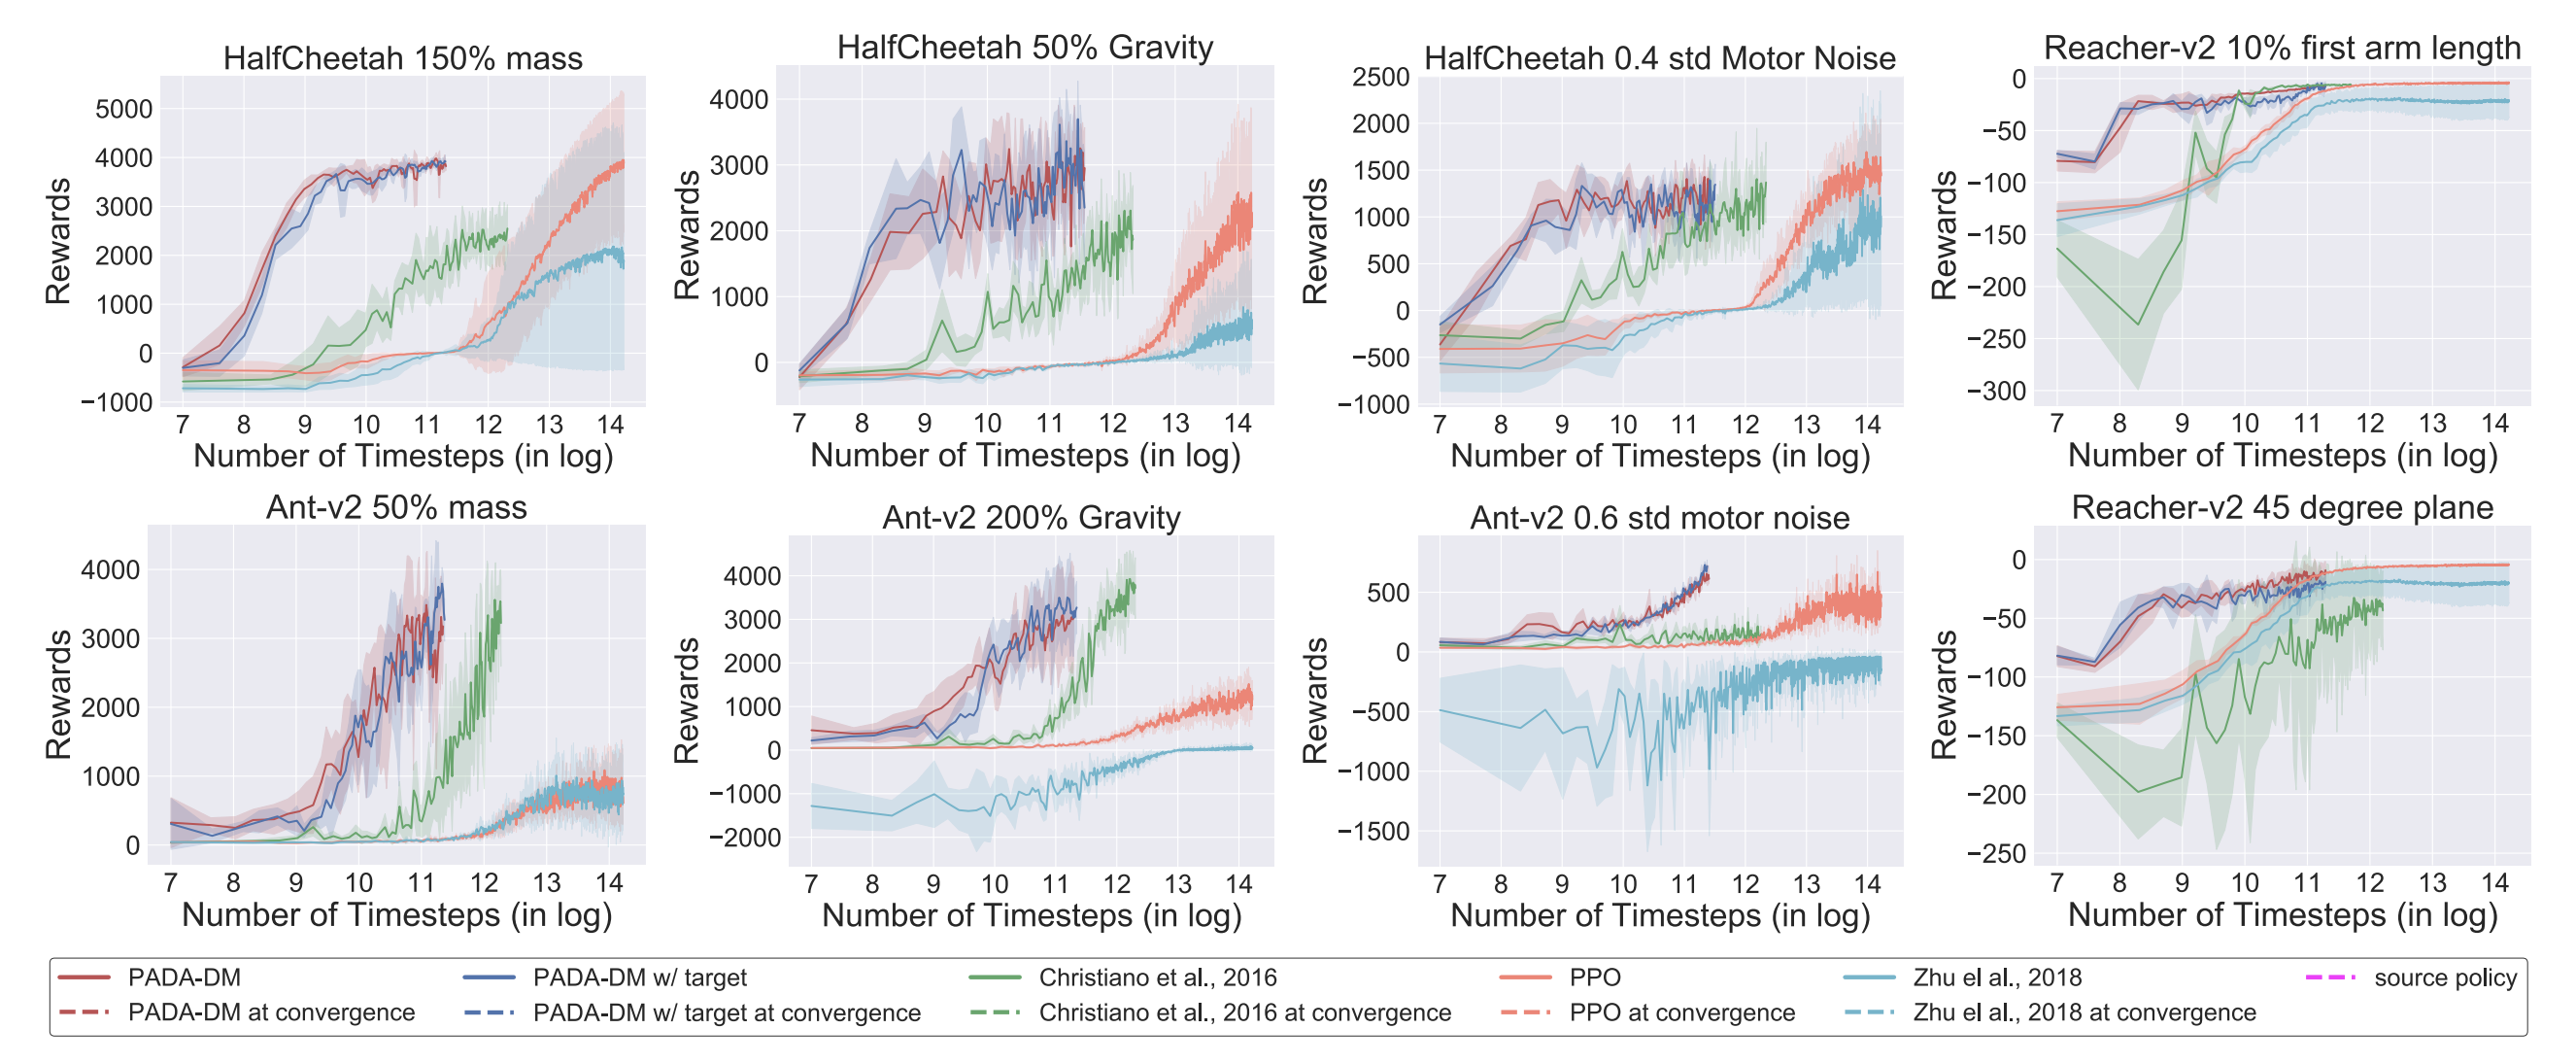 HalfCheetah 150% mass
5000
4000
3000
2000
1000
0
−1000
Rewards
7 8 9 10 11 12 13 14
Number of Timesteps (in log)
HalfCheetah 50% Gravity
4000
3000
2000
1000
0
Rewards
7 8 9 10 11 12 13 14
Number of Timesteps (in log)
HalfCheetah 0.4 std Motor Noise
2500
2000
1500
1000
500
0
−500
−1000
Rewards
7 8 9 10 11 12 13 14
Number of Timesteps (in log)
Reacher-v2 10% first arm length
0
−50
−100
−150
−200
−250
−300
Rewards
7 8 9 10 11 12 13 14
Number of Timesteps (in log)
Ant-v2 50% mass
4000
3000
2000
1000
0
Rewards
7 8 9 10 11 12 13 14
Number of Timesteps (in log)
Ant-v2 200% Gravity
4000
3000
2000
1000
0
−1000
−2000
Rewards
7 8 9 10 11 12 13 14
Number of Timesteps (in log)
Ant-v2 0.6 std motor noise
500
0
−500
−1000
−1500
Rewards
7 8 9 10 11 12 13 14
Number of Timesteps (in log)
Reacher-v2 45 degree plane
0
−50
−100
−150
−200
−250
Rewards
7 8 9 10 11 12 13 14
Number of Timesteps (in log)
PADA-DM PADA-DM w/ target Christiano et al., 2016 PPO Zhu el al., 2018 source policy
PADA-DM at convergence PADA-DM w/ target at convergence Christiano et al., 2016 at convergence PPO at convergence Zhu el al., 2018 at convergence